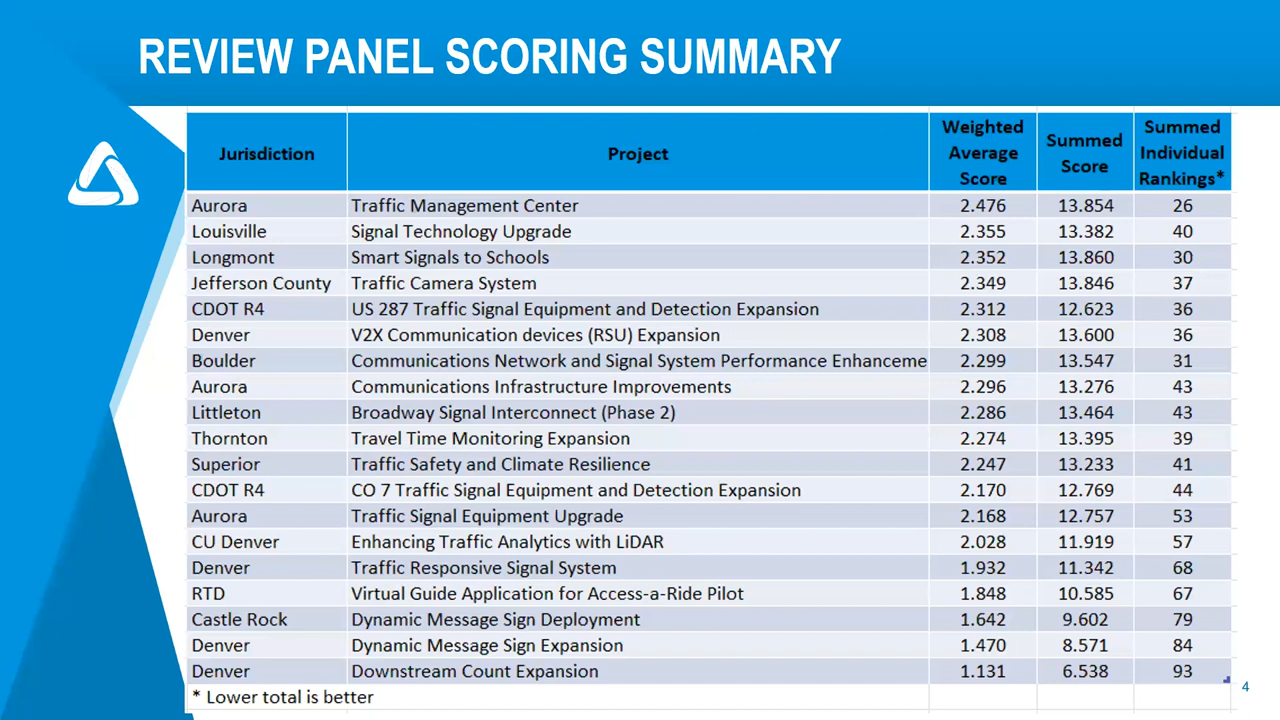 REVIEW PANEL SCORING SUMMARY
Jurisdiction Project Weighted Average Score Summed Score Summed Individual Rankings*
Aurora Traffic Management Center 2.476 13.854 26
Louisville Signal Technology Upgrade 2.355 13.382 40
Longmont Smart Signals to Schools 2.352 13.860 30
Jefferson County Traffic Camera System 2.349 13.846 37
CDOT R4 US 287 Traffic Signal Equipment and Detection Expansion 2.312 12.623 36
Denver V2X Communication devices (RSU) Expansion 2.308 13.600 36
Boulder Communications Network and Signal System Performance Enhanceme 2.299 13.547 31
Aurora Communications Infrastructure Improvements 2.296 13.276 43
Littleton Broadway Signal Interconnect (Phase 2) 2.286 13.464 43
Thornton Travel Time Monitoring Expansion 2.274 13.395 39
Superior Traffic Safety and Climate Resilience 2.247 13.233 41
CDOT R4 CO 7 Traffic Signal Equipment and Detection Expansion 2.170 12.769 44
Aurora Traffic Signal Equipment Upgrade 2.168 12.757 53
CU Denver Enhancing Traffic Analytics with LiDAR 2.028 11.919 57
Denver Traffic Responsive Signal System 1.932 11.342 68
RTD Virtual Guide Application for Access-a-Ride Pilot 1.848 10.585 67
Castle Rock Dynamic Message Sign Deployment 1.642 9.602 79
Denver Dynamic Message Sign Expansion 1.470 8.571 84
Denver Downstream Count Expansion 1.131 6.538 93
* Lower total is better
4